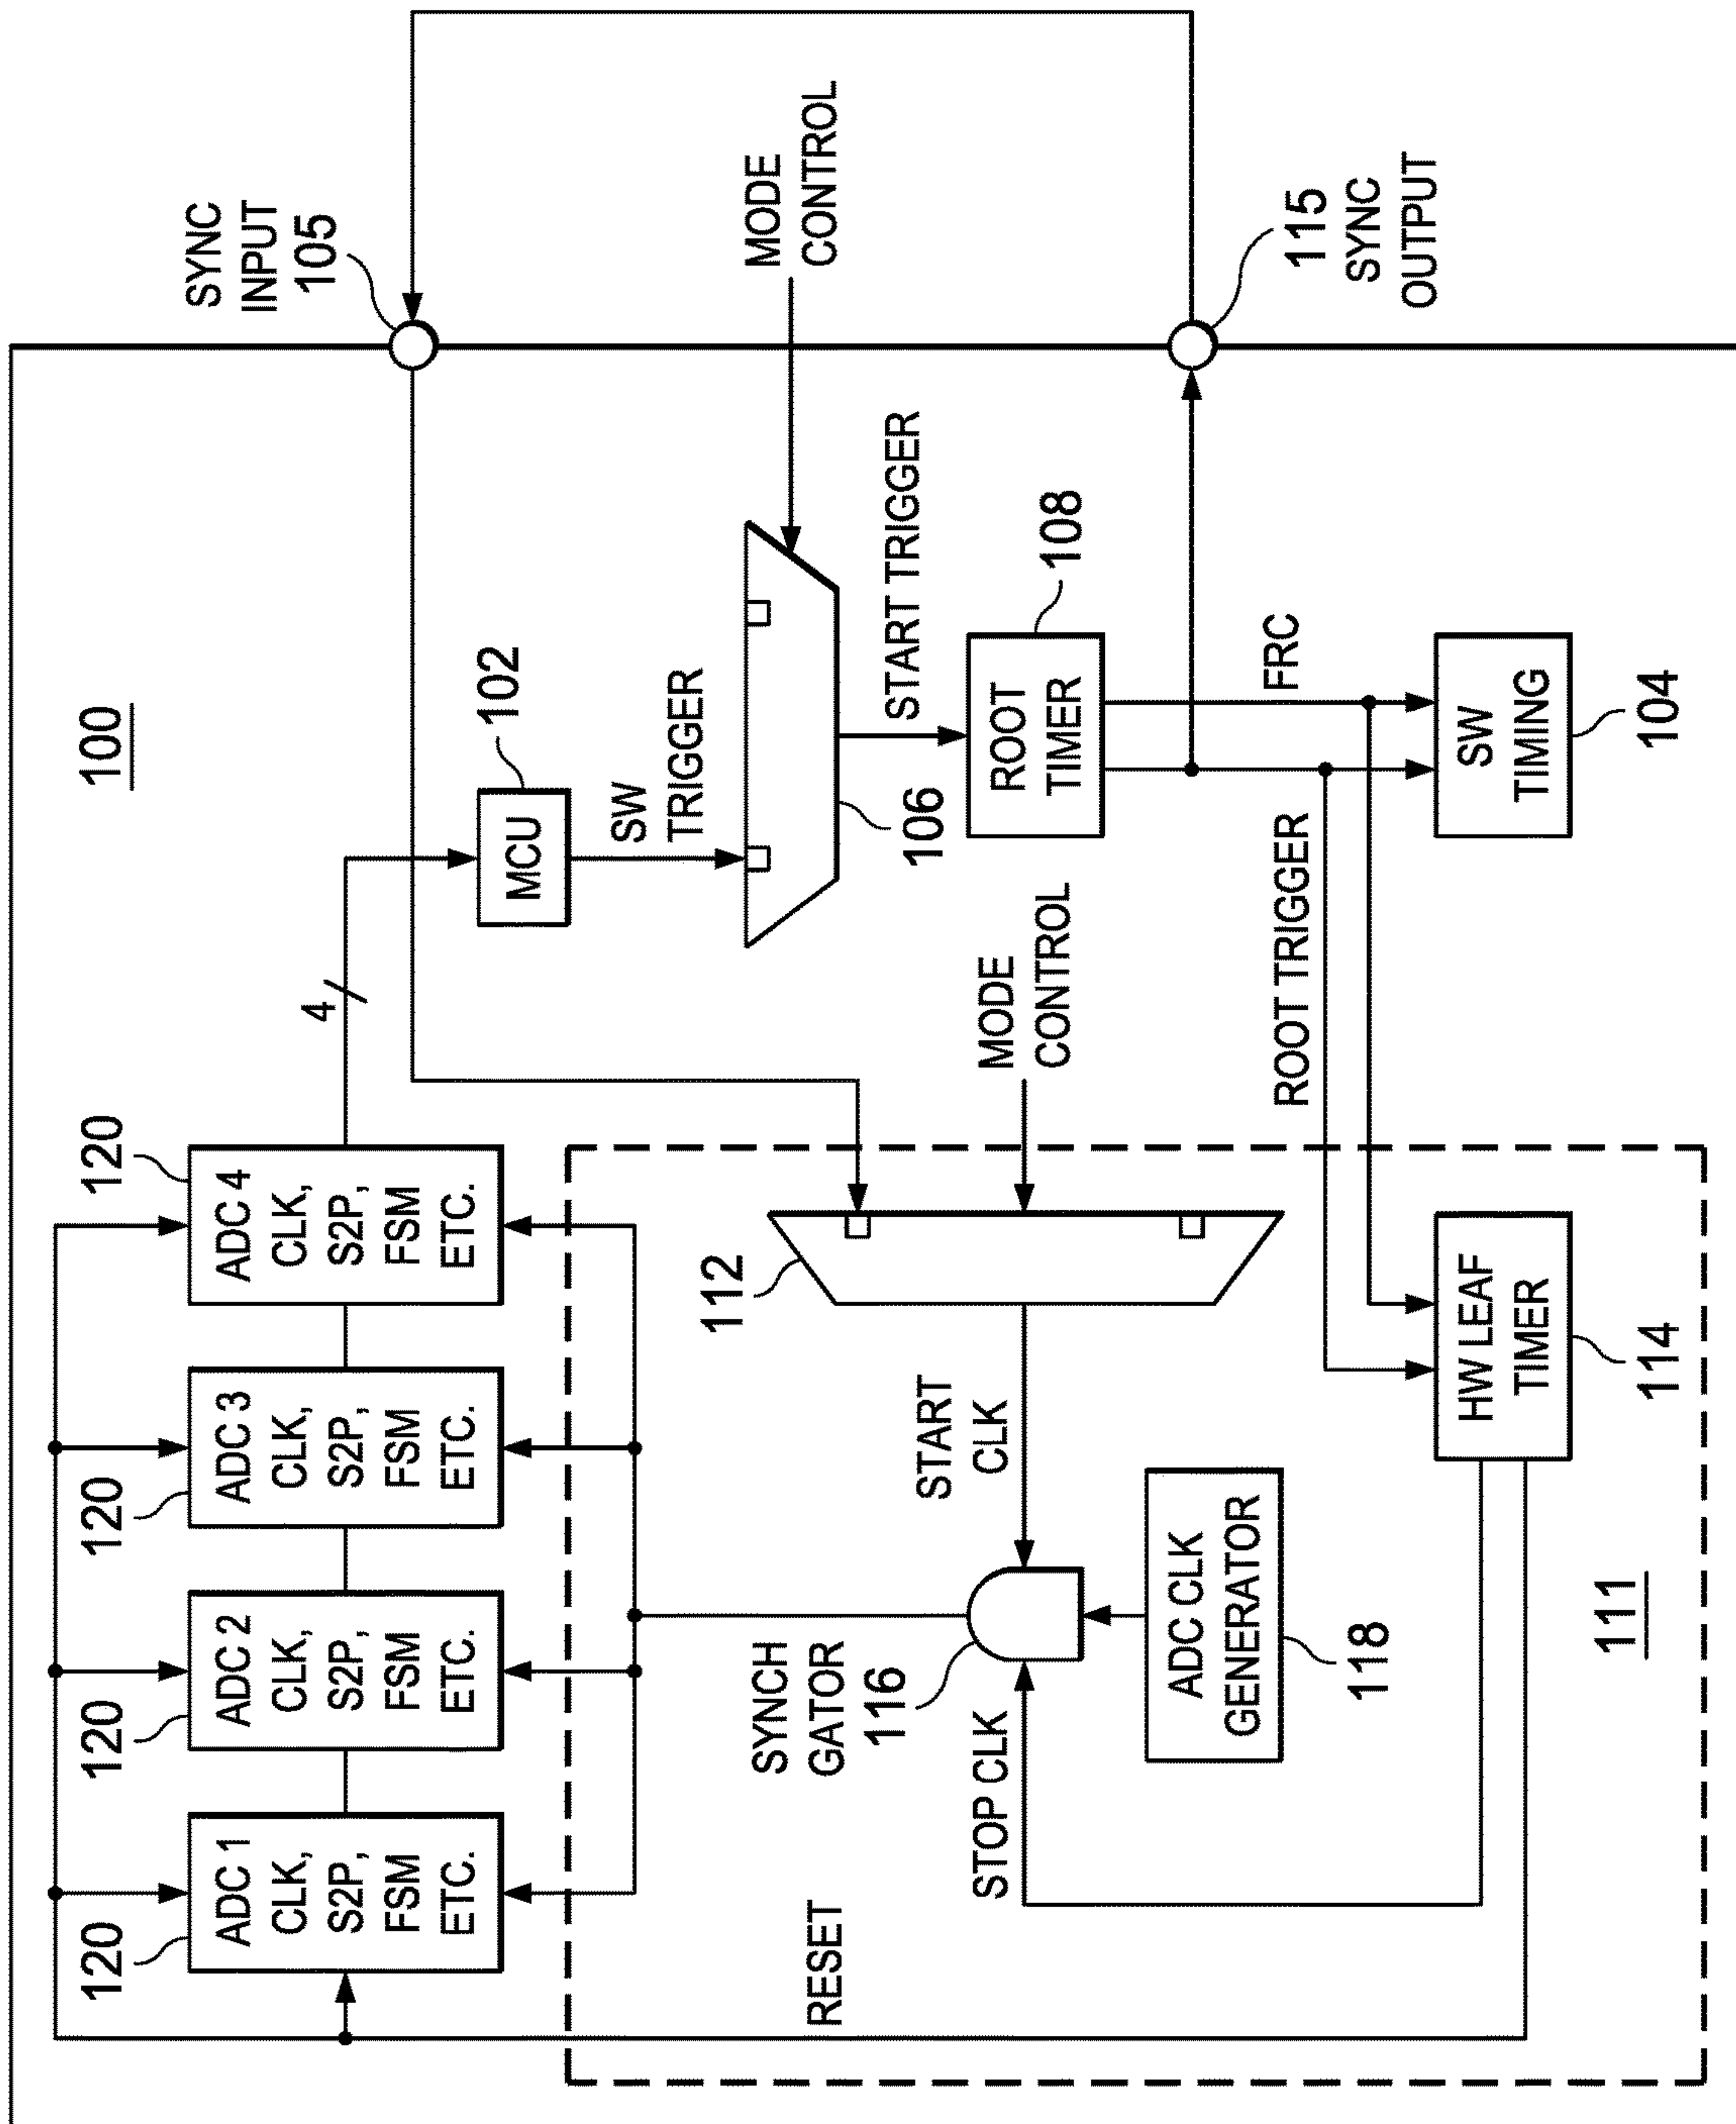 100
120
ADC 1
CLK,
S2P,
FSM
ETC.
120
ADC 2
CLK,
S2P,
FSM
ETC.
120
ADC 3
CLK,
S2P,
FSM
ETC.
120
ADC 4
CLK,
S2P,
FSM
ETC.
4
SYNC
INPUT
105
MCU
102
SW
TRIGGER
MODE
CONTROL
106
START TRIGGER
ROOT
TIMER
108
FRC
ROOT TRIGGER
SW
TIMING
104
115
SYNC
OUTPUT
RESET
SYNCH
GATOR
116
STOP CLK
START
CLK
112
MODE
CONTROL
ADC CLK
GENERATOR
118
HW LEAF
TIMER
114
111